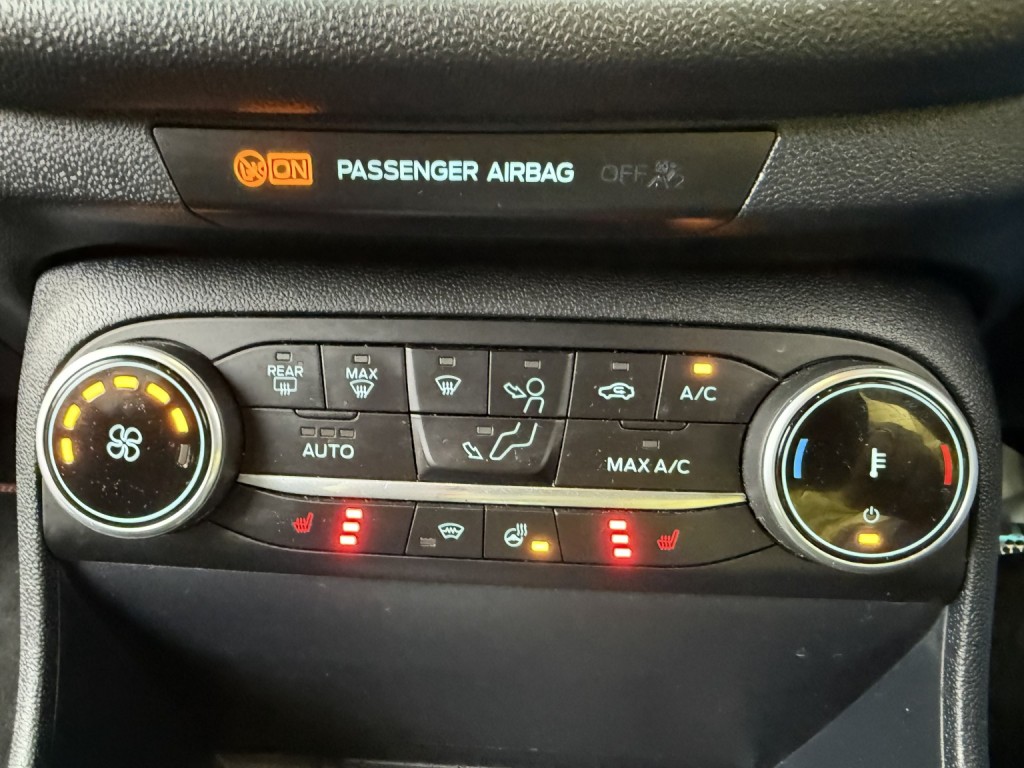 ON PASSENGER AIRBAG OFF
REAR
MAX
A/C
AUTO
MAX A/C